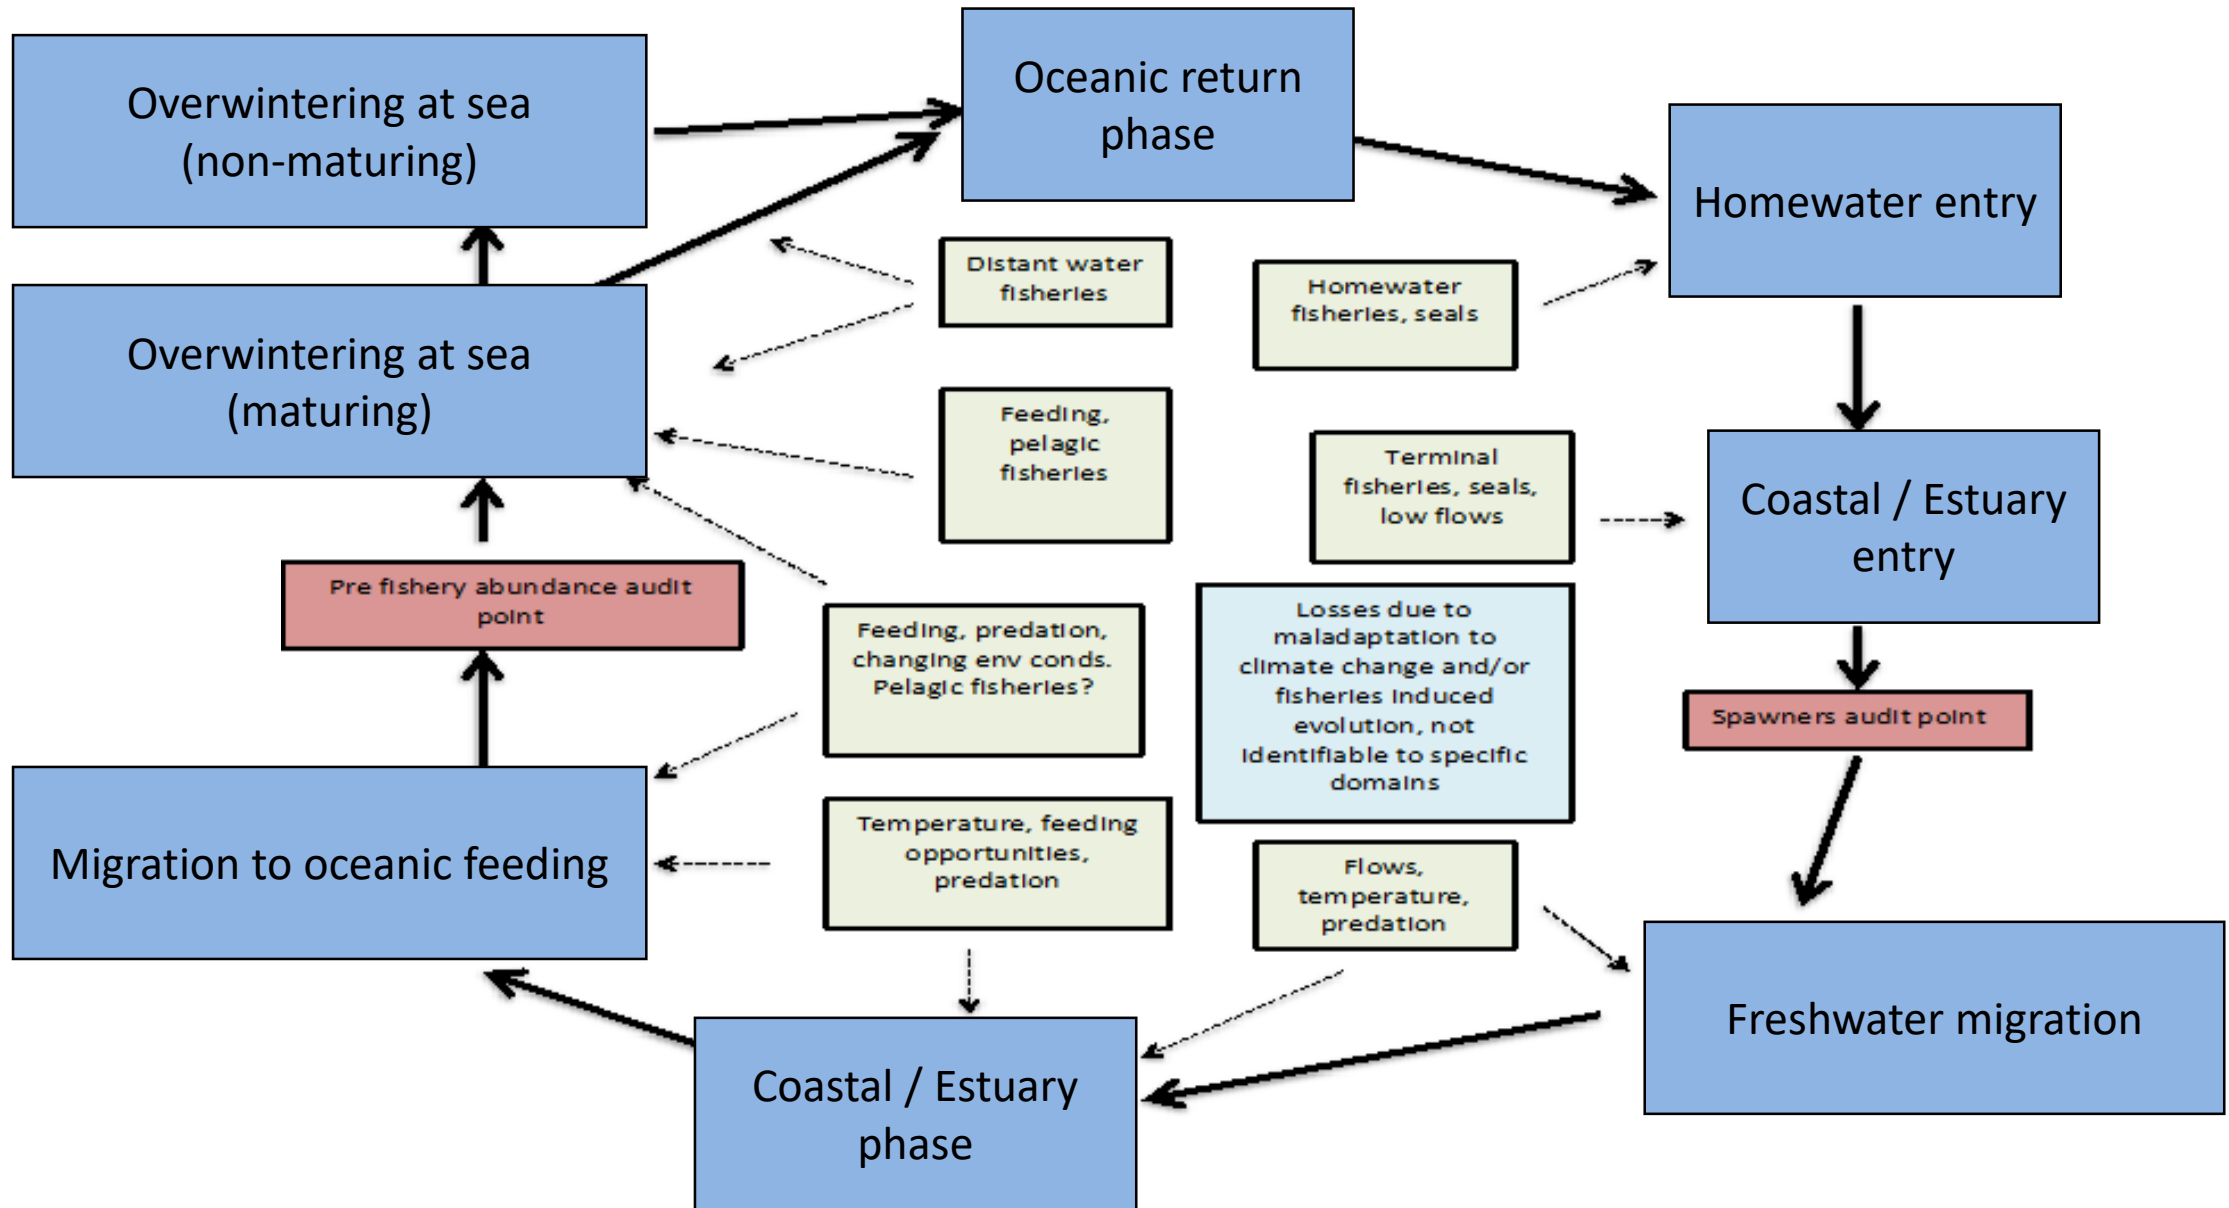 Overwintering at sea
(non-maturing)
Oceanic return
phase
Homewater entry
Distant water
fisheries
Homewater
fisheries, seals
Overwintering at sea
(maturing)
Feeding,
pelagic
fisheries
Terminal
fisheries, seals,
low flows
Coastal / Estuary
entry
Pre fishery abundance audit
point
Feeding, predation,
changing env conds.
Pelagic fisheries?
Losses due to
maladaptation to
climate change and/or
fisheries induced
evolution, not
identifiable to specific
domains
Spawners audit point
Migration to oceanic feeding
Temperature, feeding
opportunities,
predation
Flows,
temperature,
predation
Freshwater migration
Coastal / Estuary
phase